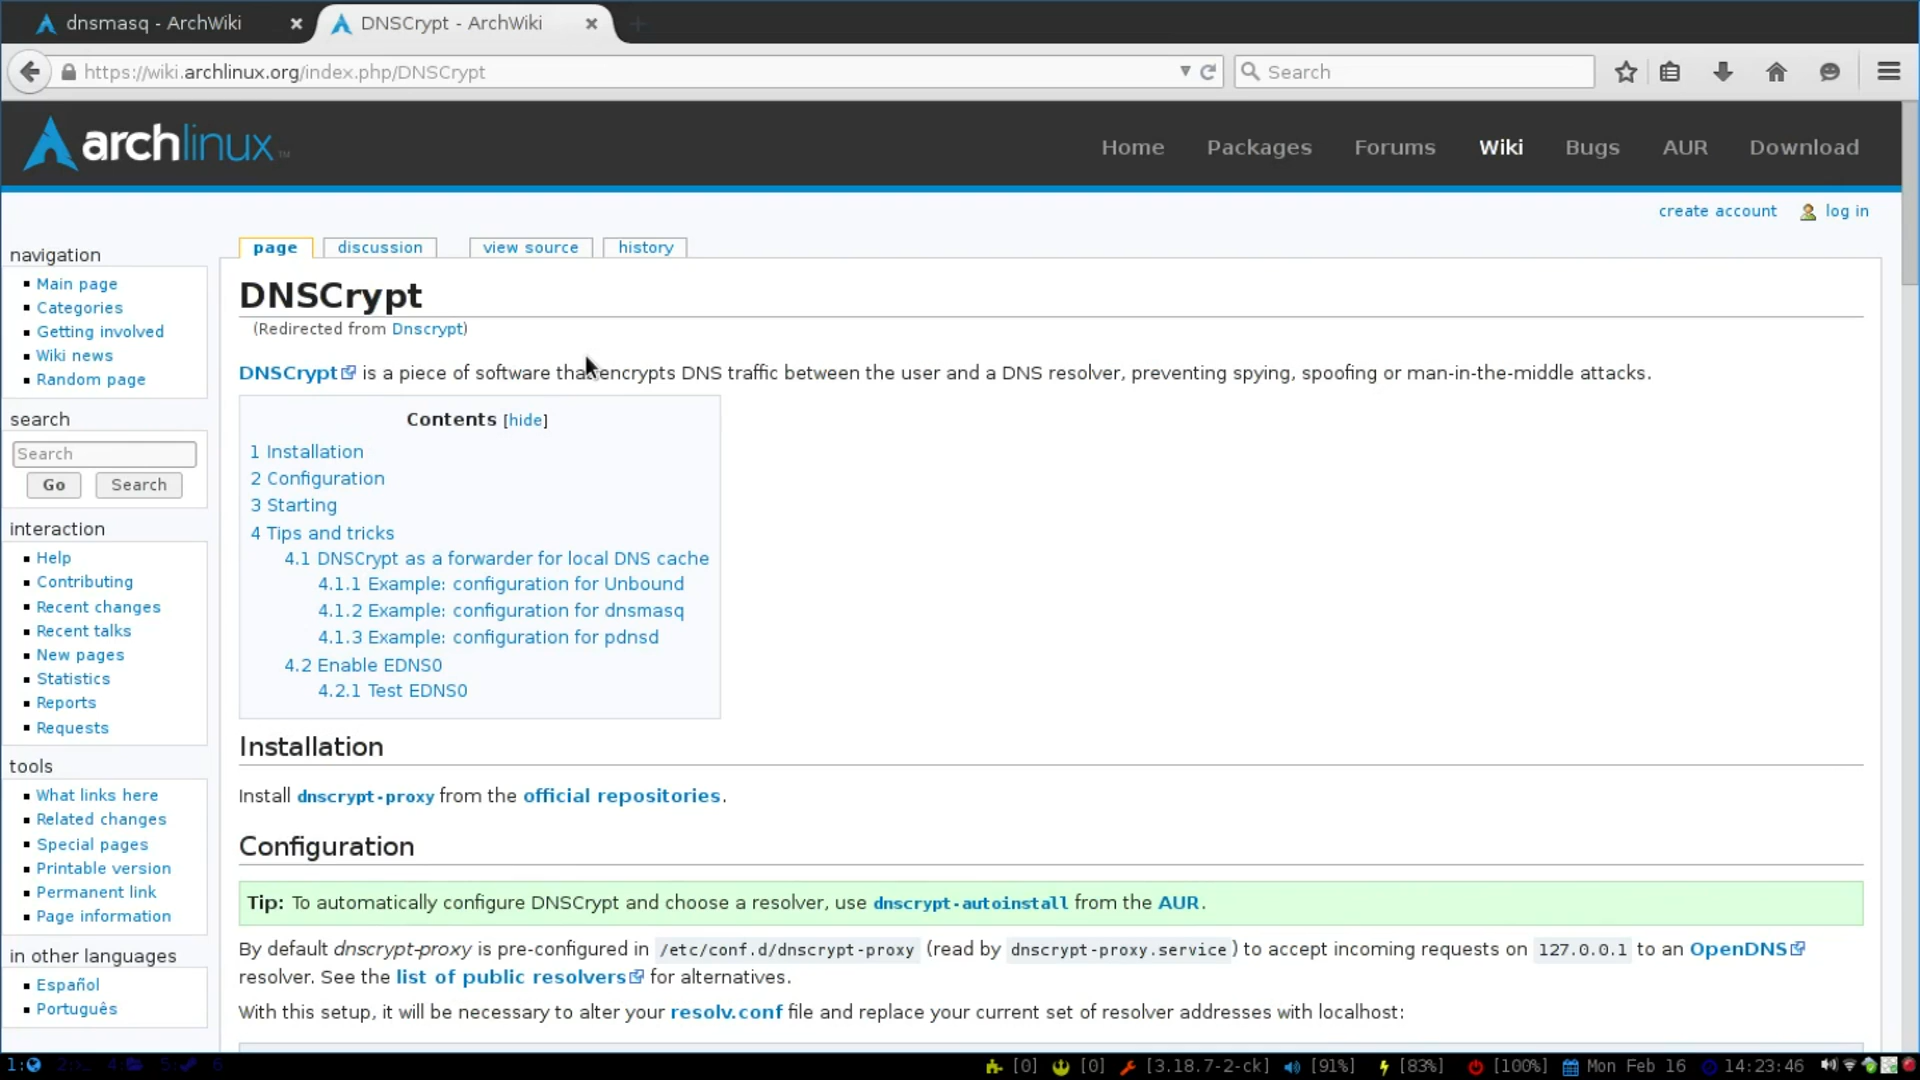 dnsmasq - ArchWiki
DNSCrypt - ArchWiki
https://wiki.archlinux.org/index.php/DNSCrypt
Search
archlinux™
Home Packages Forums Wiki Bugs AUR Download
create account log in
page discussion view source history
navigation
Main page
Categories
Getting involved
Wiki news
Random page
search
Search
Go Search
interaction
Help
Contributing
Recent changes
Recent talks
New pages
Statistics
Reports
Requests
tools
What links here
Related changes
Special pages
Printable version
Permanent link
Page information
in other languages
Español
Português
DNSCrypt
(Redirected from Dnscrypt)
DNSCrypt is a piece of software that encrypts DNS traffic between the user and a DNS resolver, preventing spying, spoofing or man-in-the-middle attacks.
Contents [hide]
1 Installation
2 Configuration
3 Starting
4 Tips and tricks
4.1 DNSCrypt as a forwarder for local DNS cache
4.1.1 Example: configuration for Unbound
4.1.2 Example: configuration for dnsmasq
4.1.3 Example: configuration for pdnsd
4.2 Enable EDNS0
4.2.1 Test EDNS0
Installation
Install dnscrypt-proxy from the official repositories.
Configuration
Tip: To automatically configure DNSCrypt and choose a resolver, use dnscrypt-autoinstall from the AUR.
By default dnscrypt-proxy is pre-configured in /etc/conf.d/dnscrypt-proxy (read by dnscrypt-proxy.service) to accept incoming requests on 127.0.0.1 to an OpenDNS
resolver. See the list of public resolvers for alternatives.
With this setup, it will be necessary to alter your resolv.conf file and replace your current set of resolver addresses with localhost:
1: 2: 4: 5: 6 [0] [0] [3.18.7-2-ck] [91%] [83%] [100%] Mon Feb 16 14:23:46